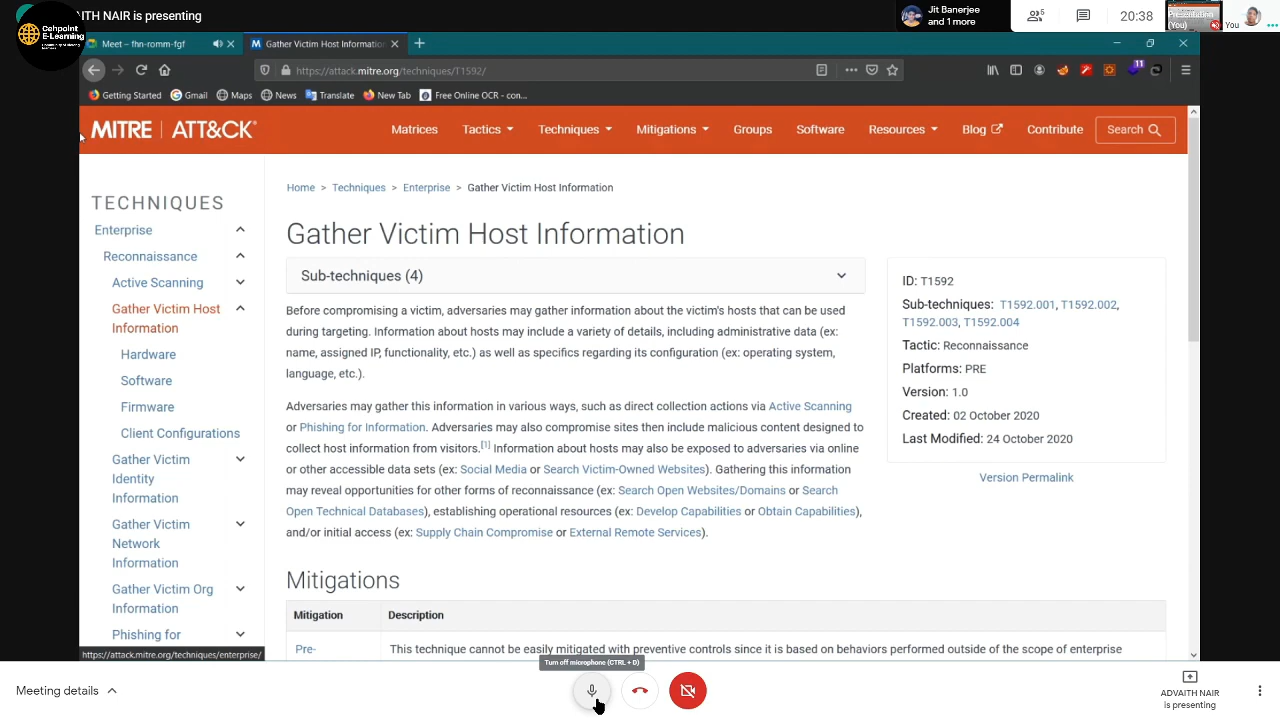 ITH NAIR is presenting
Cehpoint
E-Learning
Jit Banerjee
and 1 more
6
20:38
Presentation
(You)
You
Meet – fhn-romm-fgf
Gather Victim Host Information
https://attack.mitre.org/techniques/T1592/
11
Getting Started
Gmail
Maps
News
Translate
New Tab
Free Online OCR - con...
MITRE | ATT&CK®
Matrices
Tactics
Techniques
Mitigations
Groups
Software
Resources
Blog
Contribute
Search
TECHNIQUES
Enterprise
Reconnaissance
Active Scanning
Gather Victim Host
Information
Hardware
Software
Firmware
Client Configurations
Gather Victim
Identity
Information
Gather Victim
Network
Information
Gather Victim Org
Information
Phishing for
https://attack.mitre.org/techniques/enterprise/
Home > Techniques > Enterprise > Gather Victim Host Information
Gather Victim Host Information
Sub-techniques (4)
Before compromising a victim, adversaries may gather information about the victim's hosts that can be used
during targeting. Information about hosts may include a variety of details, including administrative data (ex:
name, assigned IP, functionality, etc.) as well as specifics regarding its configuration (ex: operating system,
language, etc.).
Adversaries may gather this information in various ways, such as direct collection actions via Active Scanning
or Phishing for Information. Adversaries may also compromise sites then include malicious content designed to
collect host information from visitors.[1] Information about hosts may also be exposed to adversaries via online
or other accessible data sets (ex: Social Media or Search Victim-Owned Websites). Gathering this information
may reveal opportunities for other forms of reconnaissance (ex: Search Open Websites/Domains or Search
Open Technical Databases), establishing operational resources (ex: Develop Capabilities or Obtain Capabilities),
and/or initial access (ex: Supply Chain Compromise or External Remote Services).
ID: T1592
Sub-techniques: T1592.001, T1592.002,
T1592.003, T1592.004
Tactic: Reconnaissance
Platforms: PRE
Version: 1.0
Created: 02 October 2020
Last Modified: 24 October 2020
Version Permalink
Mitigations
Mitigation
Description
Pre-
This technique cannot be easily mitigated with preventive controls since it is based on behaviors performed outside of the scope of enterprise
Turn off microphone (CTRL + D)
Meeting details
ADVAITH NAIR
is presenting